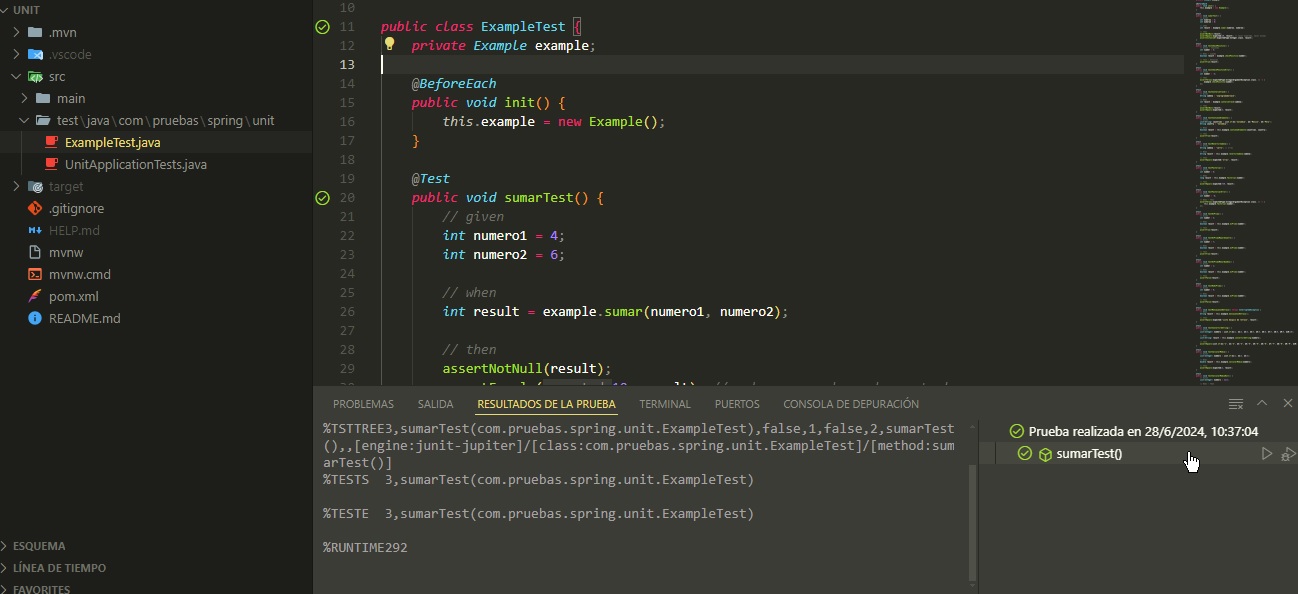 UNIT
.mvn
.vscode
src
main
test\java\com\pruebas\spring\unit
ExampleTest.java
UnitApplicationTests.java
target
.gitignore
HELP.md
mvnw
mvnw.cmd
pom.xml
README.md
ESQUEMA
LÍNEA DE TIEMPO
FAVORITES
10
11 public class ExampleTest {
12 private Example example;
13
14 @BeforeEach
15 public void init() {
16 this.example = new Example();
17 }
18
19 @Test
20 public void sumarTest() {
21 // given
22 int numero1 = 4;
23 int numero2 = 6;
24
25 // when
26 int result = example.sumar(numero1, numero2);
27
28 // then
29 assertNotNull(result);
PROBLEMAS SALIDA RESULTADOS DE LA PRUEBA TERMINAL PUERTOS CONSOLA DE DEPURACIÓN
%TSTTREE3,sumarTest(com.pruebas.spring.unit.ExampleTest),false,1,false,2,sumarTest
(),,[engine:junit-jupiter]/[class:com.pruebas.spring.unit.ExampleTest]/[method:sum
arTest()]
%TESTS 3,sumarTest(com.pruebas.spring.unit.ExampleTest)
%TESTE 3,sumarTest(com.pruebas.spring.unit.ExampleTest)
%RUNTIME292
Prueba realizada en 28/6/2024, 10:37:04
sumarTest()